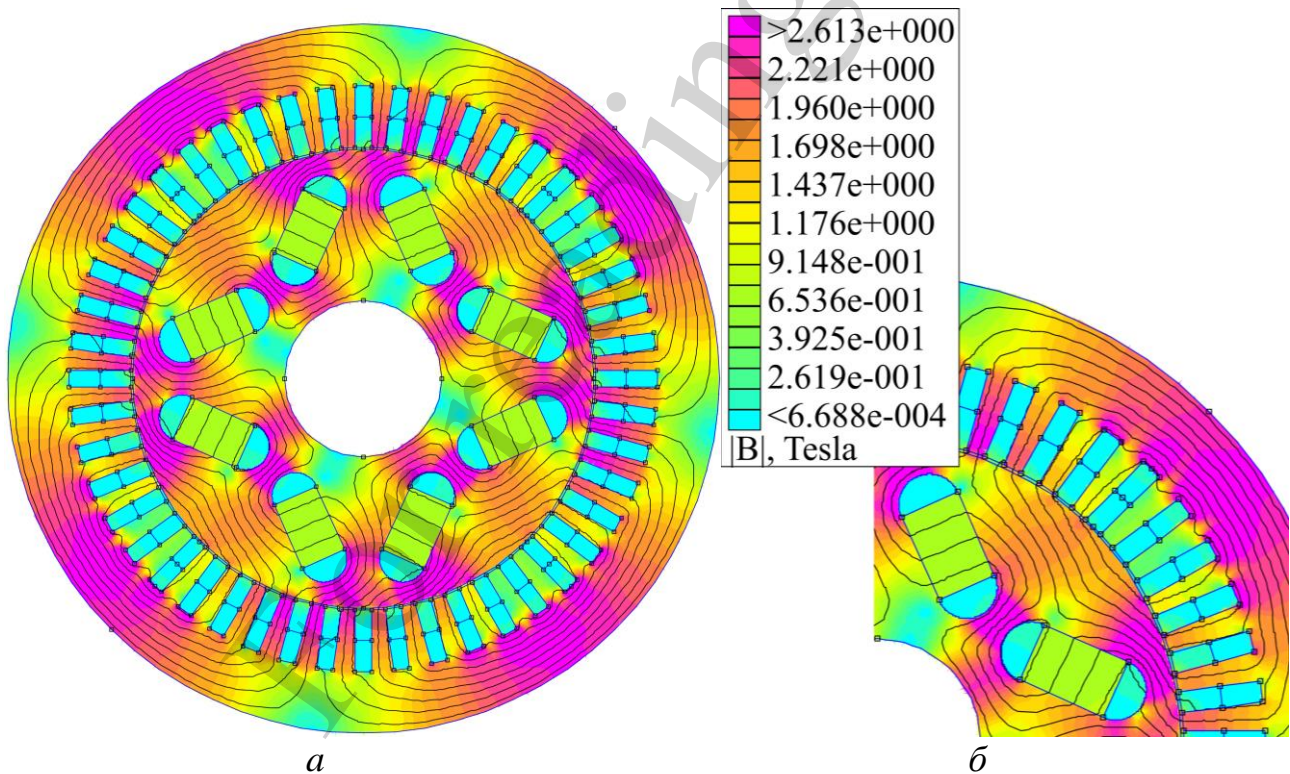 >2.613e+000
2.221e+000
1.960e+000
1.698e+000
1.437e+000
1.176e+000
9.148e-001
6.536e-001
3.925e-001
2.619e-001
<6.688e-004
|B|, Tesla
а
б